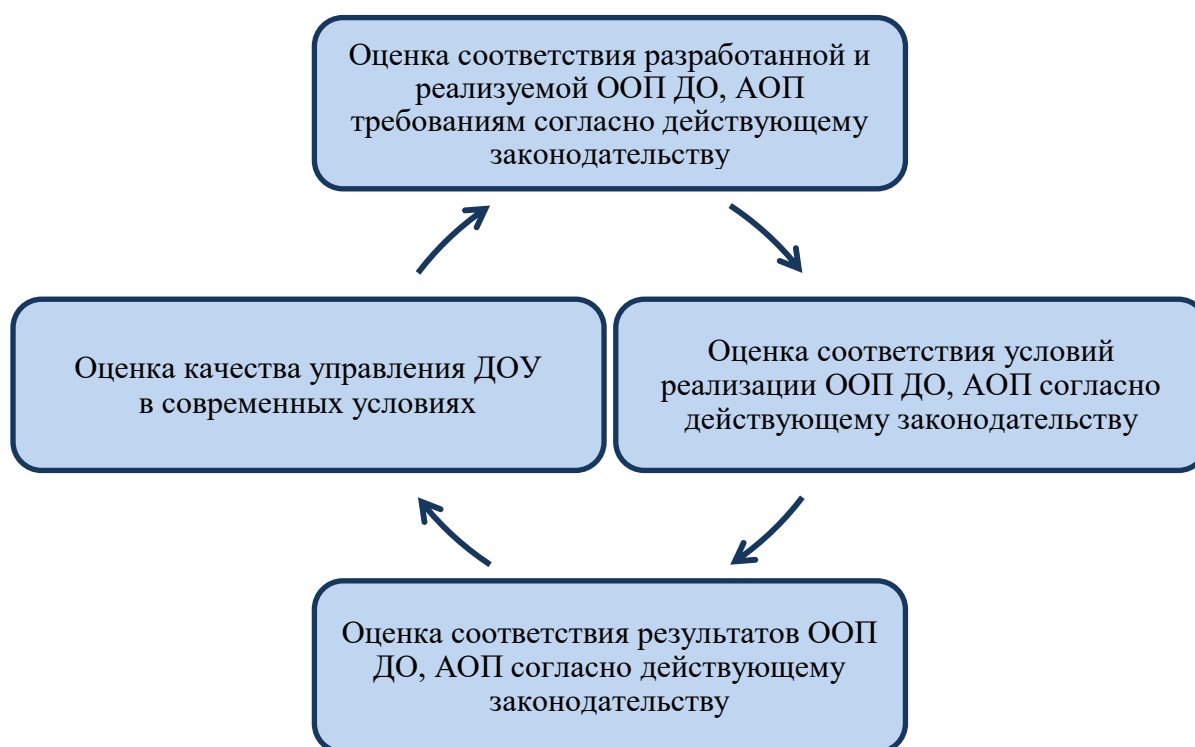 Оценка соответствия разработанной и
реализуемой ООП ДО, АОП
требованиям согласно действующему
законодательству
Оценка качества управления ДОУ
в современных условиях
Оценка соответствия условий
реализации ООП ДО, АОП согласно
действующему законодательству
Оценка соответствия результатов ООП
ДО, АОП согласно действующему
законодательству